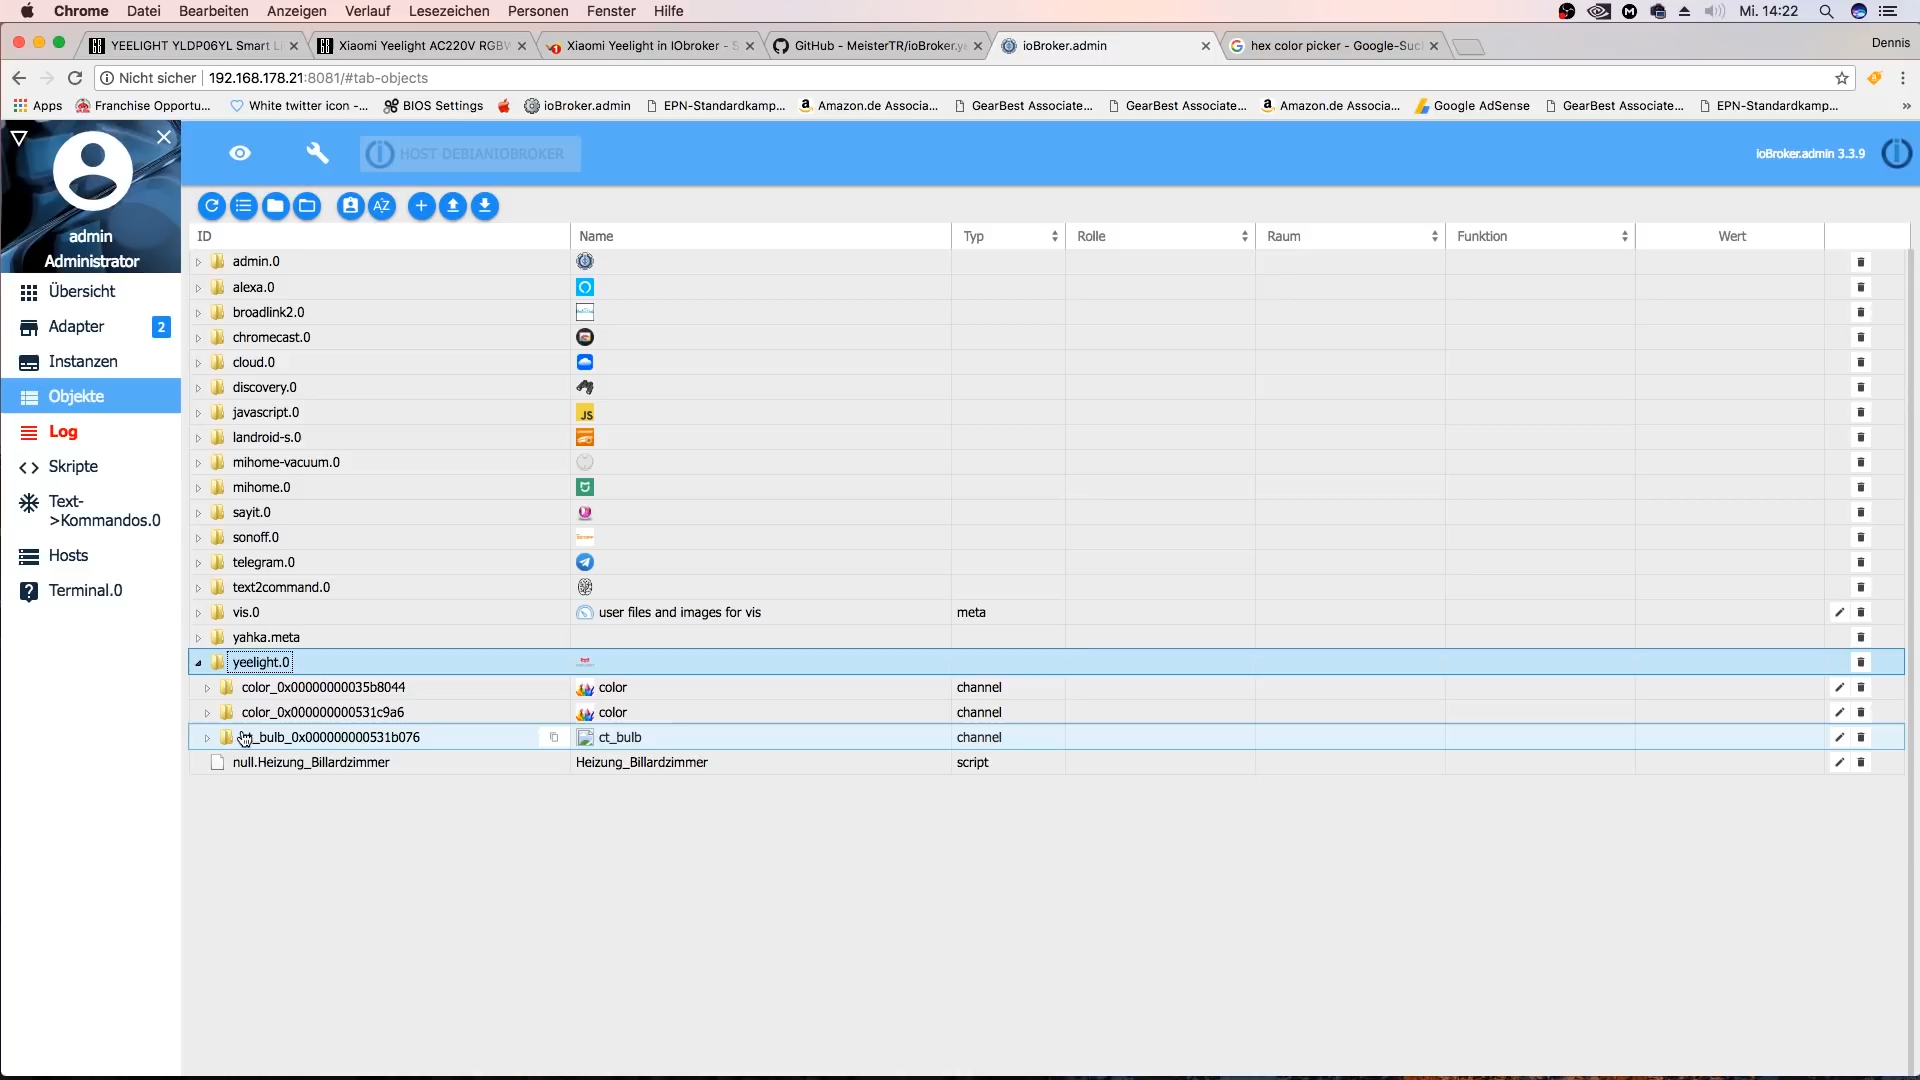 Chrome Datei Bearbeiten Anzeigen Verlauf Lesezeichen Personen Fenster Hilfe Mi. 14:22
YEELIGHT YLDP06YL Smart L Xiaomi Yeelight AC220V RGBW Xiaomi Yeelight in IObroker - S GitHub - MeisterTR/ioBroker.ye ioBroker.admin hex color picker - Google-Suc Dennis
Nicht sicher 192.168.178.21:8081/#tab-objects
Apps Franchise Opportu... White twitter icon -... BIOS Settings ioBroker.admin EPN-Standardkamp... Amazon.de Associa... GearBest Associate... GearBest Associate... Amazon.de Associa... Google AdSense GearBest Associate... EPN-Standardkamp... »
HOST DEBIANIOBROKER ioBroker.admin 3.3.9
admin
Administrator
Übersicht
Adapter 2
Instanzen
Objekte
Log
Skripte
Text-
>Kommandos.0
Hosts
Terminal.0
AZ
ID Name Typ Rolle Raum Funktion Wert
admin.0
alexa.0
broadlink2.0
chromecast.0
cloud.0
discovery.0
javascript.0 JS
landroid-s.0
mihome-vacuum.0
mihome.0
sayit.0
sonoff.0
telegram.0
text2command.0
vis.0 user files and images for vis meta
yahka.meta
yeelight.0
color_0x00000000035b8044 color channel
color_0x000000000531c9a6 color channel
ct_bulb_0x000000000531b076 ct_bulb channel
null.Heizung_Billardzimmer Heizung_Billardzimmer script